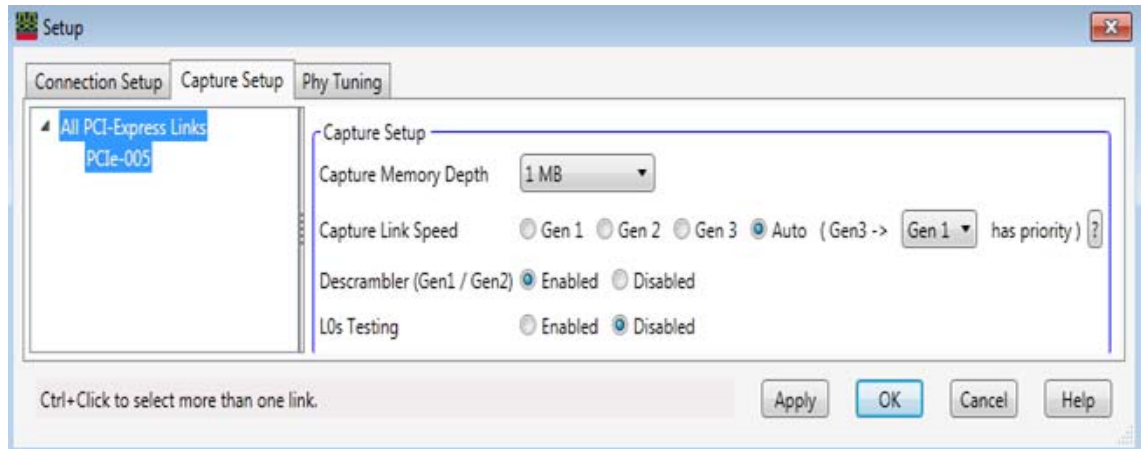 Setup
Connection Setup Capture Setup Phy Tuning
All PCI-Express Links
PCIe-005
Capture Setup
Capture Memory Depth 1 MB
Capture Link Speed Gen 1 Gen 2 Gen 3 Auto ( Gen3 -> Gen 1 has priority ) ?
Descrambler (Gen1 / Gen2) Enabled Disabled
L0s Testing Enabled Disabled
Ctrl+Click to select more than one link.
Apply OK Cancel Help